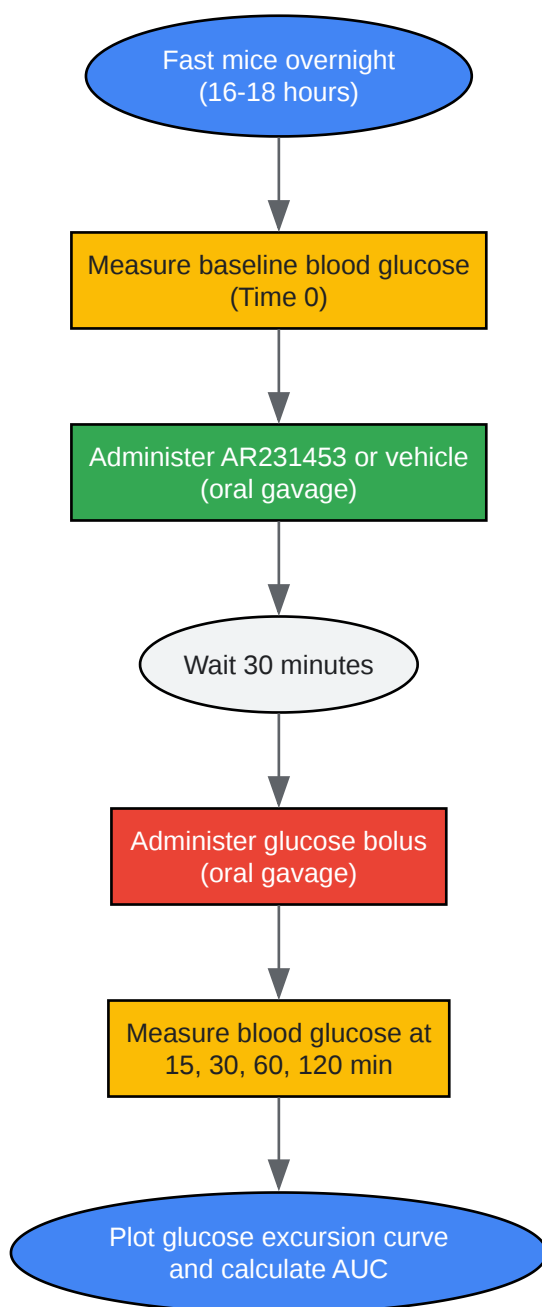 Fast mice overnight
(16-18 hours)
Measure baseline blood glucose
(Time 0)
Administer AR231453 or vehicle
(oral gavage)
Wait 30 minutes
Administer glucose bolus
(oral gavage)
Measure blood glucose at
15, 30, 60, 120 min
Plot glucose excursion curve
and calculate AUC